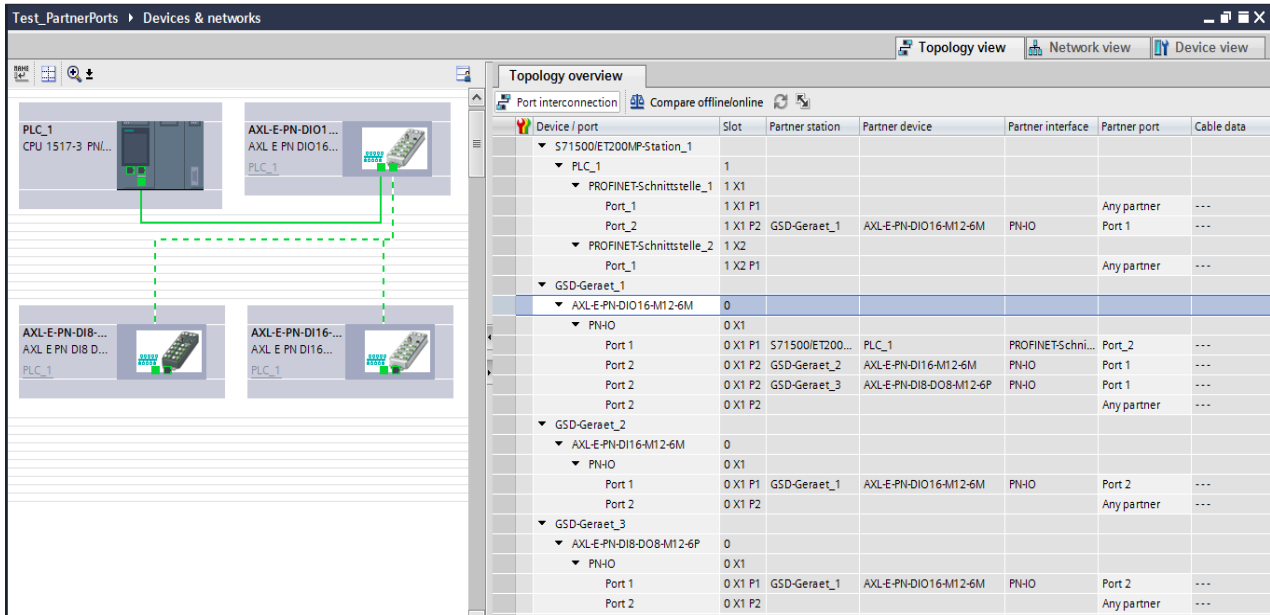 Test_PartnerPorts ▸ Devices & networks
Topology view Network view Device view
Topology overview
Port interconnection Compare offline/online
PLC_1
CPU 1517-3 PN/...
AXL-E-PN-DIO1...
AXL E PN DIO16...
PLC_1
AXL-E-PN-DI8-...
AXL E PN DI8 D...
PLC_1
AXL-E-PN-DI16-...
AXL E PN DI16...
PLC_1
Device / port Slot Partner station Partner device Partner interface Partner port Cable data
S71500/ET200MP-Station_1
PLC_1 1
PROFINET-Schnittstelle_1 1 X1
Port_1 1 X1 P1 Any partner ---
Port_2 1 X1 P2 GSD-Geraet_1 AXL-E-PN-DIO16-M12-6M PN-IO Port 1 ---
PROFINET-Schnittstelle_2 1 X2
Port_1 1 X2 P1 Any partner ---
GSD-Geraet_1
AXL-E-PN-DIO16-M12-6M 0
PN-IO 0 X1
Port 1 0 X1 P1 S71500/ET200... PLC_1 PROFINET-Schni... Port_2 ---
Port 2 0 X1 P2 GSD-Geraet_2 AXL-E-PN-DI16-M12-6M PN-IO Port 1 ---
Port 2 0 X1 P2 GSD-Geraet_3 AXL-E-PN-DI8-DO8-M12-6P PN-IO Port 1 ---
Port 2 0 X1 P2 Any partner ---
GSD-Geraet_2
AXL-E-PN-DI16-M12-6M 0
PN-IO 0 X1
Port 1 0 X1 P1 GSD-Geraet_1 AXL-E-PN-DIO16-M12-6M PN-IO Port 2 ---
Port 2 0 X1 P2 Any partner ---
GSD-Geraet_3
AXL-E-PN-DI8-DO8-M12-6P 0
PN-IO 0 X1
Port 1 0 X1 P1 GSD-Geraet_1 AXL-E-PN-DIO16-M12-6M PN-IO Port 2 ---
Port 2 0 X1 P2 Any partner ---